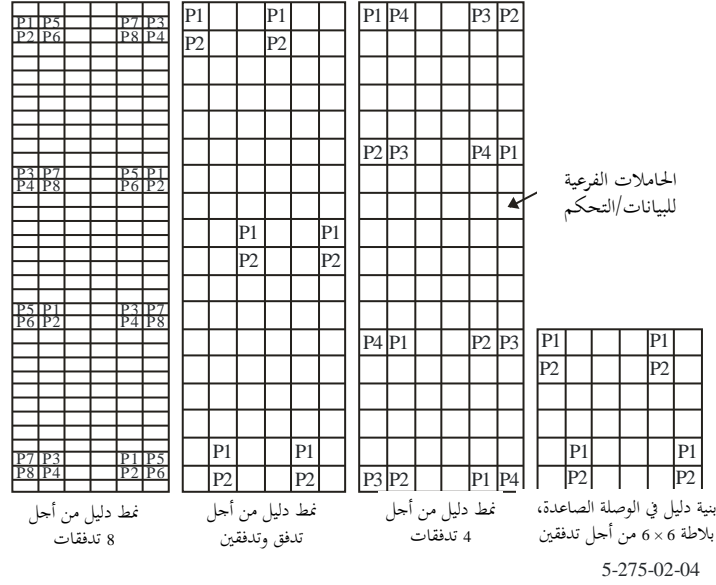 P1 P5 P7 P3
P2 P6 P8 P4
P3 P7 P5 P1
P4 P8 P6 P2
P5 P1 P3 P7
P6 P2 P4 P8
P7 P3 P1 P5
P8 P4 P2 P6
نمط دليل من أجل
8 تدفقات
P1 P1
P2 P2
P1 P1
P2 P2
P1 P1
P2 P2
نمط دليل من أجل
تدفق وتدفقين
P1 P4 P3 P2
P2 P3 P4 P1
P4 P1 P2 P3
P3 P2 P1 P4
نمط دليل من أجل
4 تدفقات
الحاملات الفرعية
للبيانات/التحكم
P1 P1
P2 P2
P1 P1
P2 P2
بنية دليل في الوصلة الصاعدة،
بلاطة 6 × 6 من أجل تدفقين
5-275-02-04